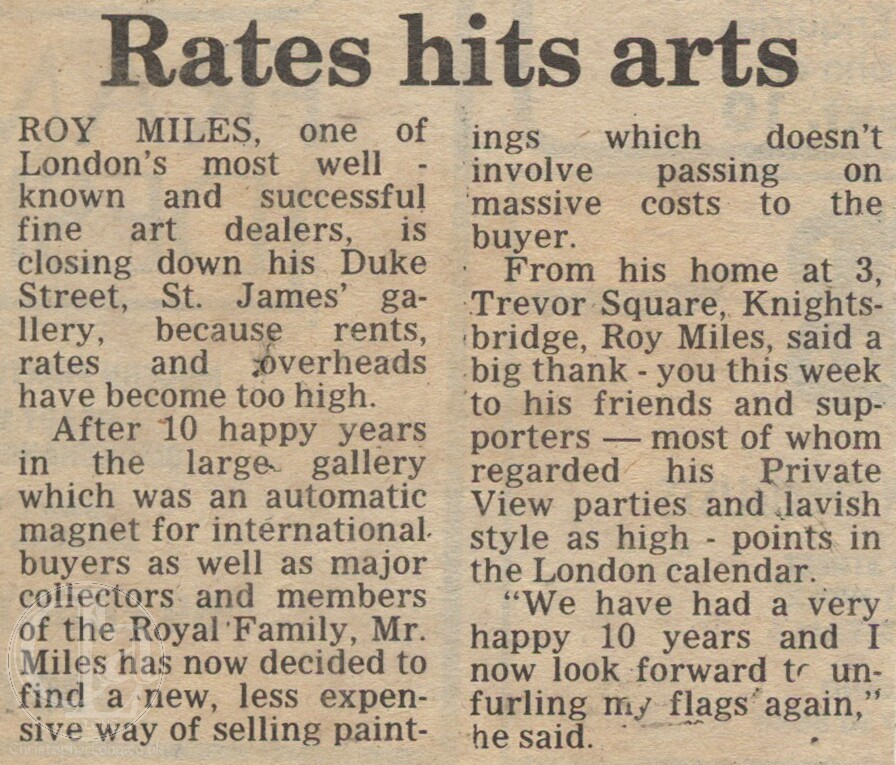 Rates hits arts
ROY MILES, one of
London's most well -
known and successful
fine art dealers, is
closing down his Duke
Street, St. James' ga-
llery, because rents,
rates and overheads
have become too high.
After 10 happy years
in the large gallery
which was an automatic
magnet for international
buyers as well as major
collectors and members
of the Royal Family, Mr.
Miles has now decided to
find a new, less expen-
sive way of selling paint-
ings which doesn't
involve passing on
massive costs to the
buyer.
From his home at 3,
Trevor Square, Knights-
bridge, Roy Miles, said a
big thank - you this week
to his friends and sup-
porters — most of whom
regarded his Private
View parties and lavish
style as high - points in
the London calendar.
"We have had a very
happy 10 years and I
now look forward to un-
furling my flags again,"
he said.